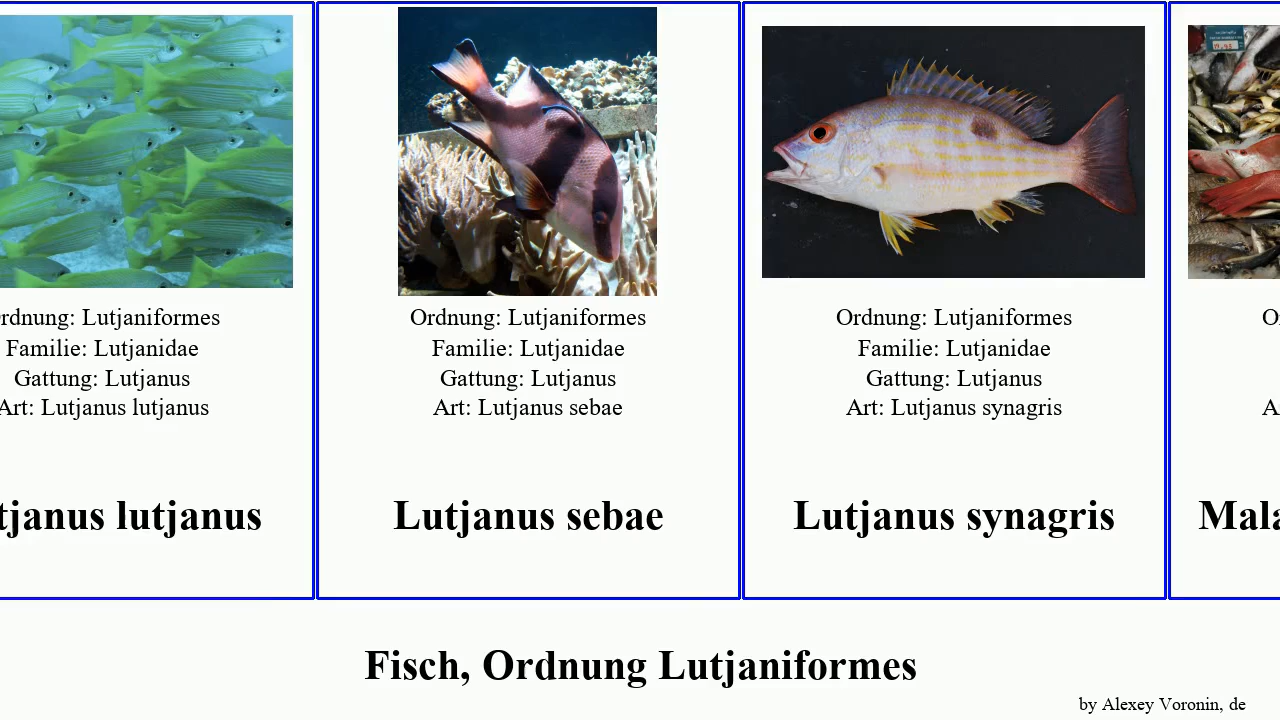 rdnung: Lutjaniformes
Familie: Lutjanidae
Gattung: Lutjanus
Art: Lutjanus lutjanus
tjanus lutjanus
Ordnung: Lutjaniformes
Familie: Lutjanidae
Gattung: Lutjanus
Art: Lutjanus sebae
Lutjanus sebae
Ordnung: Lutjaniformes
Familie: Lutjanidae
Gattung: Lutjanus
Art: Lutjanus synagris
Lutjanus synagris
Fisch, Ordnung Lutjaniformes
by Alexey Voronin, de